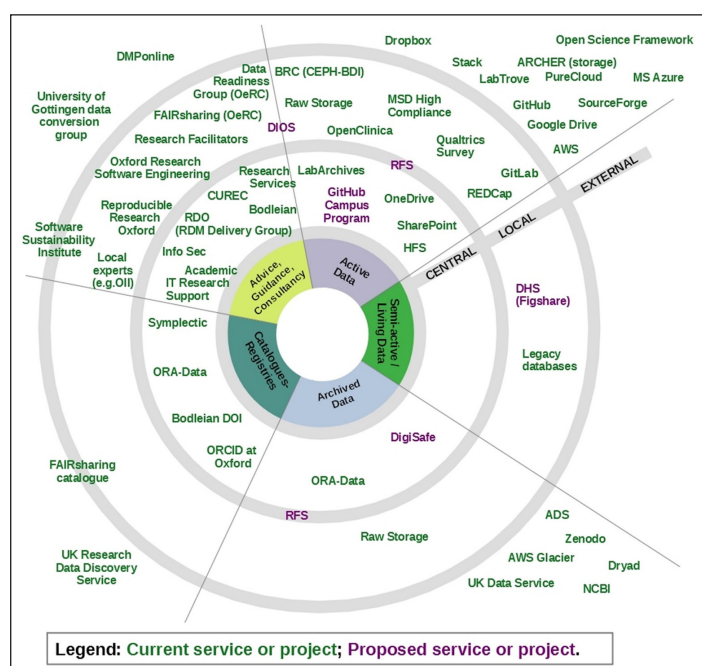 Dropbox
Open Science Framework
DMPonline
Stack
ARCHER (storage)
Data
Readiness
Group (OeRC)
BRC (CEPH-BDI)
LabTrove
PureCloud
MS Azure
University of
Gottingen data
conversion
group
FAIRsharing (OeRC)
Raw Storage
MSD High
Compliance
GitHub
SourceForge
DIOS
OpenClinica
Google Drive
Research Facilitators
Qualtrics
Survey
AWS
Oxford Research
Software Engineering
Research
Services
LabArchives
RFS
GitLab
EXTERNAL
CUREC
GitHub
Campus
Program
OneDrive
REDCap
Reproducible
Research
Oxford
RDO
(RDM Delivery Group)
Bodleian
SharePoint
LOCAL
Software
Sustainability
Institute
Local
experts
(e.g.OII)
Info Sec
HFS
CENTRAL
Academic
IT Research
Support
Advice,
Guidance,
Consultancy
Active
Data
Semi-active /
Living Data
DHS
(Figshare)
Symplectic
Catalogues-
Registries
Archived
Data
Legacy
databases
ORA-Data
Bodleian DOI
DigiSafe
ORCID at
Oxford
FAIRsharing
catalogue
ORA-Data
RFS
Raw Storage
ADS
Zenodo
UK Research
Data Discovery
Service
AWS Glacier
Dryad
UK Data Service
NCBI
Legend: Current service or project; Proposed service or project.